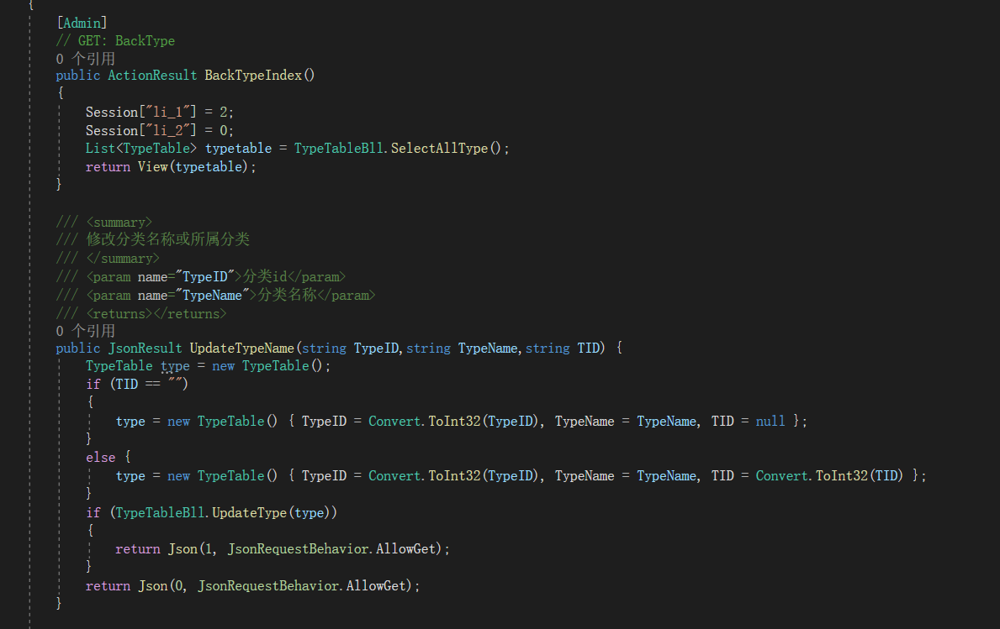 {
[Admin]
// GET: BackType
0 个引用
public ActionResult BackTypeIndex()
{
Session["li_1"] = 2;
Session["li_2"] = 0;
List<TypeTable> typetable = TypeTableBll.SelectAllType();
return View(typetable);
}
/// <summary>
/// 修改分类名称或所属分类
/// </summary>
/// <param name="TypeID">分类id</param>
/// <param name="TypeName">分类名称</param>
/// <returns></returns>
0 个引用
public JsonResult UpdateTypeName(string TypeID,string TypeName,string TID) {
TypeTable type = new TypeTable();
if (TID == "")
{
type = new TypeTable() { TypeID = Convert.ToInt32(TypeID), TypeName = TypeName, TID = null };
}
else {
type = new TypeTable() { TypeID = Convert.ToInt32(TypeID), TypeName = TypeName, TID = Convert.ToInt32(TID) };
}
if (TypeTableBll.UpdateType(type))
{
return Json(1, JsonRequestBehavior.AllowGet);
}
return Json(0, JsonRequestBehavior.AllowGet);
}